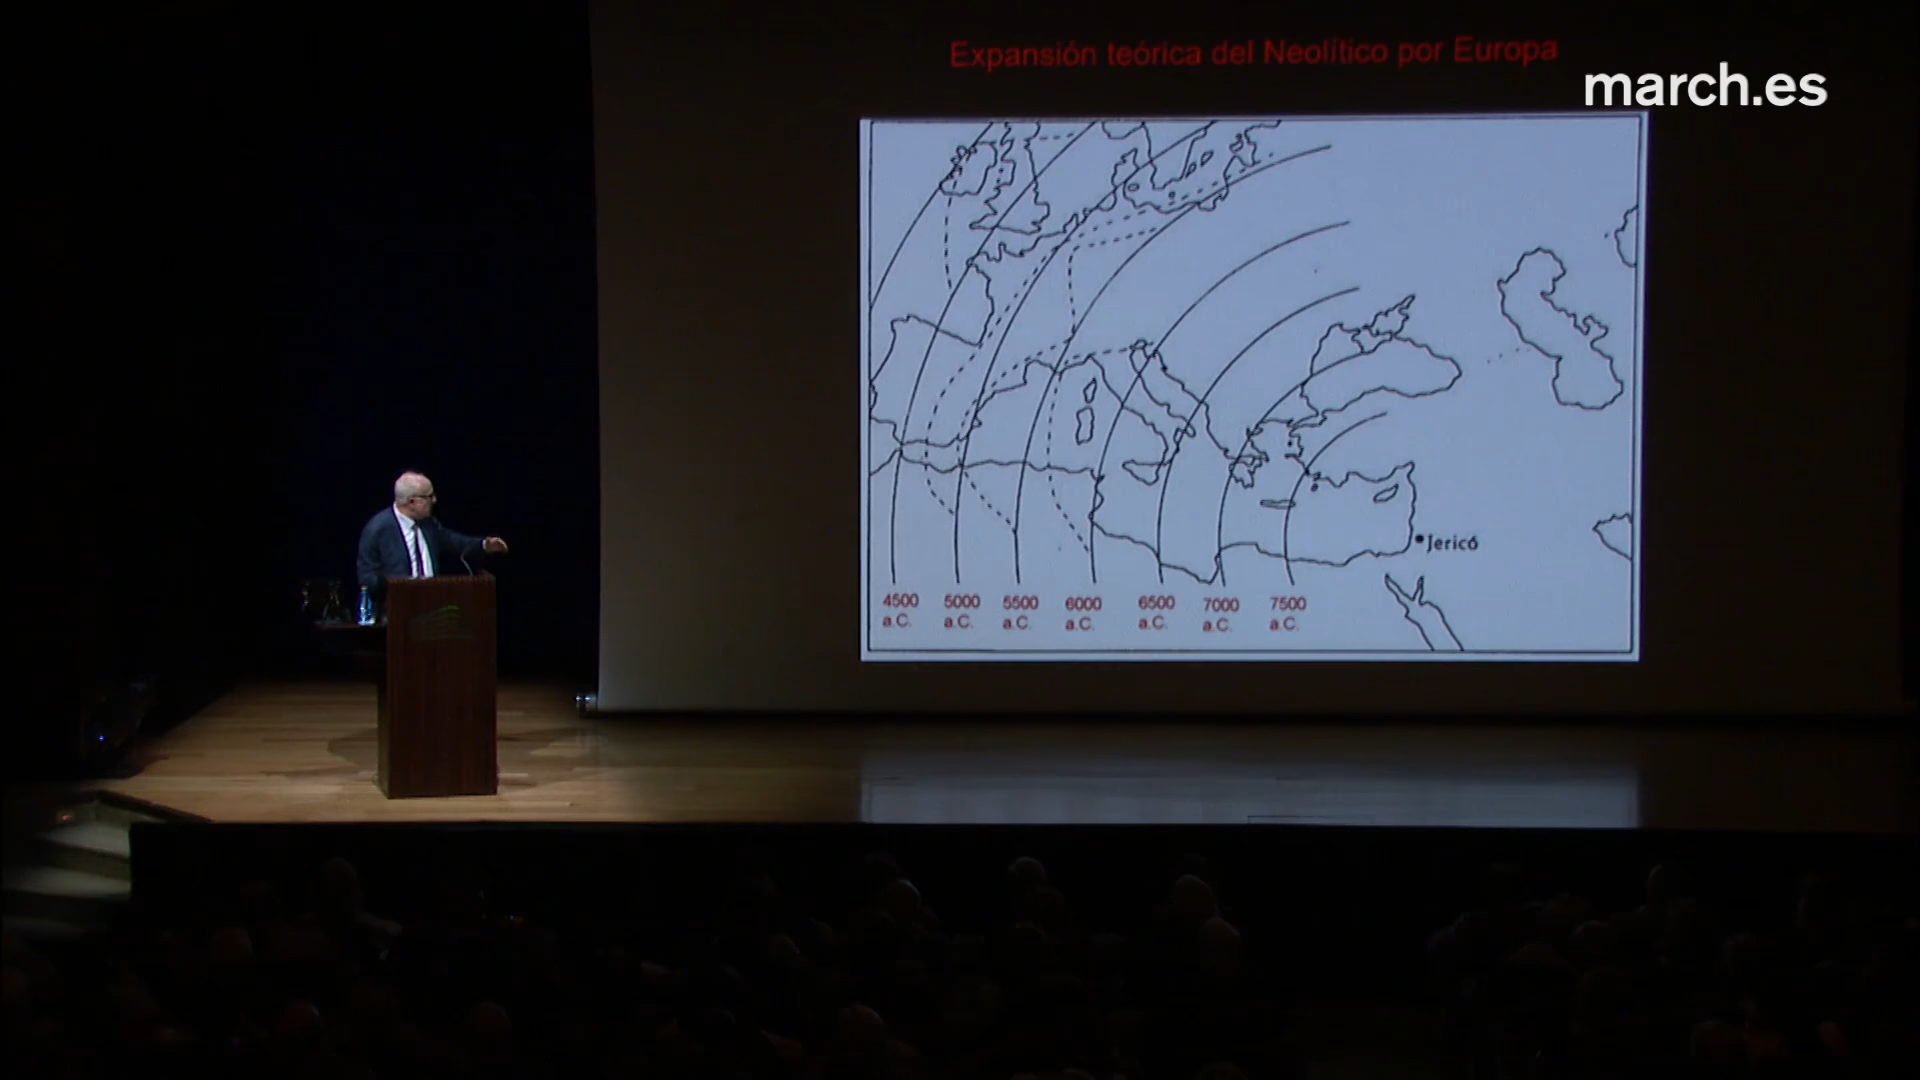 Expansión teórica del Neolítico por Europa
march.es
Jericó
4500 5000 5500 6000 6500 7000 7500
a.C. a.C. a.C. a.C. a.C. a.C. a.C.